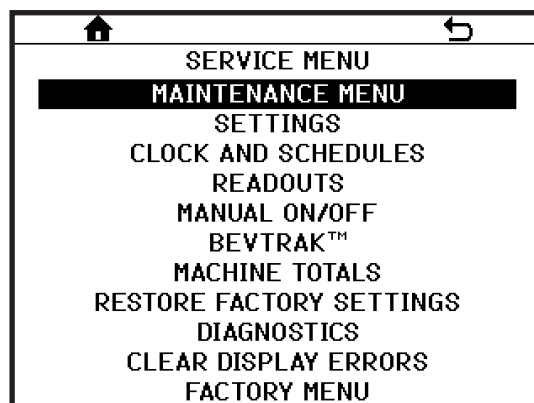 SERVICE MENU
MAINTENANCE MENU
SETTINGS
CLOCK AND SCHEDULES
READOUTS
MANUAL ON/OFF
BEVTRAK™
MACHINE TOTALS
RESTORE FACTORY SETTINGS
DIAGNOSTICS
CLEAR DISPLAY ERRORS
FACTORY MENU